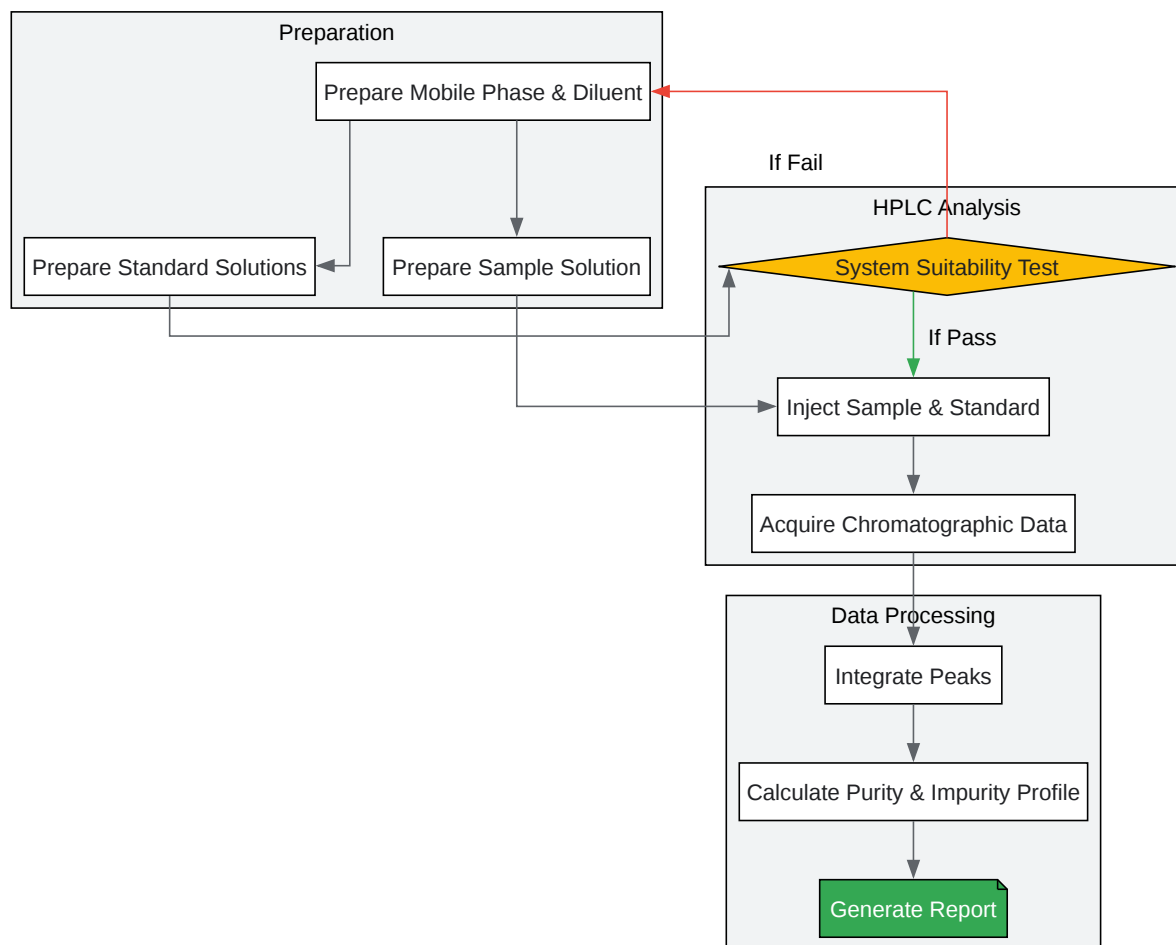 Preparation
Prepare Mobile Phase & Diluent
If Fail
HPLC Analysis
Prepare Standard Solutions
Prepare Sample Solution
System Suitability Test
If Pass
Inject Sample & Standard
Acquire Chromatographic Data
Data Processing
Integrate Peaks
Calculate Purity & Impurity Profile
Generate Report